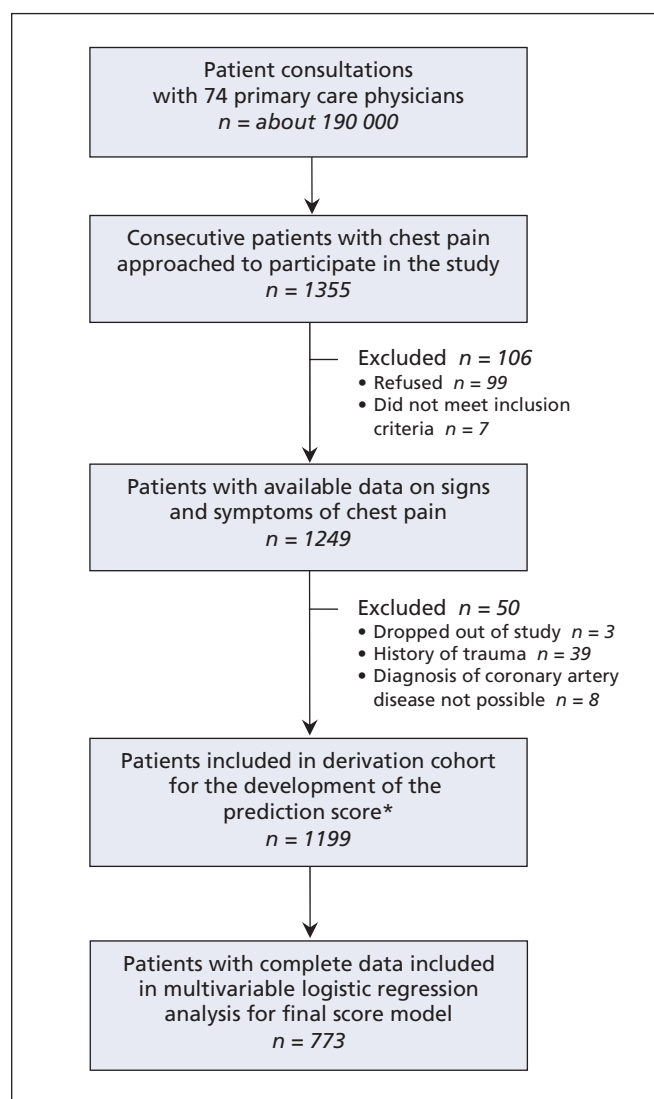 Patient consultations
with 74 primary care physicians
n = about 190 000
Consecutive patients with chest pain
approached to participate in the study
n = 1355
Excluded n = 106
• Refused n = 99
• Did not meet inclusion
criteria n = 7
Patients with available data on signs
and symptoms of chest pain
n = 1249
Excluded n = 50
• Dropped out of study n = 3
• History of trauma n = 39
• Diagnosis of coronary artery
disease not possible n = 8
Patients included in derivation cohort
for the development of the
prediction score*
n = 1199
Patients with complete data included
in multivariable logistic regression
analysis for final score model
n = 773